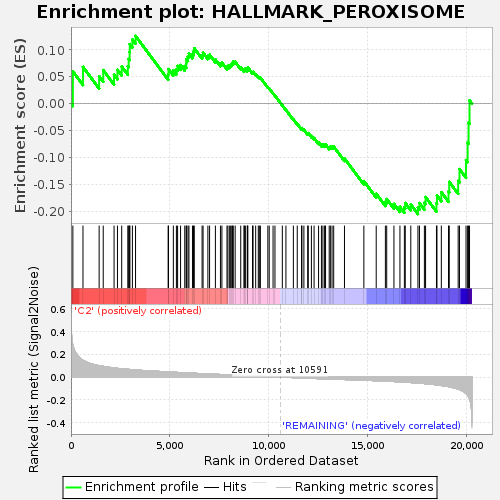 Enrichment plot: HALLMARK_PEROXISOME
Enrichment score (ES)
0.10
0.05
0.00
-0.05
-0.10
-0.15
-0.20
Ranked list metric (Signal2Noise)
0.6
0.4
0.2
0.0
-0.2
-0.4
'C2' (positively correlated)
Zero cross at 10591
'REMAINING' (negatively correlated)
0
5,000
10,000
15,000
20,000
Rank in Ordered Dataset
Enrichment profile
Hits
Ranking metric scores